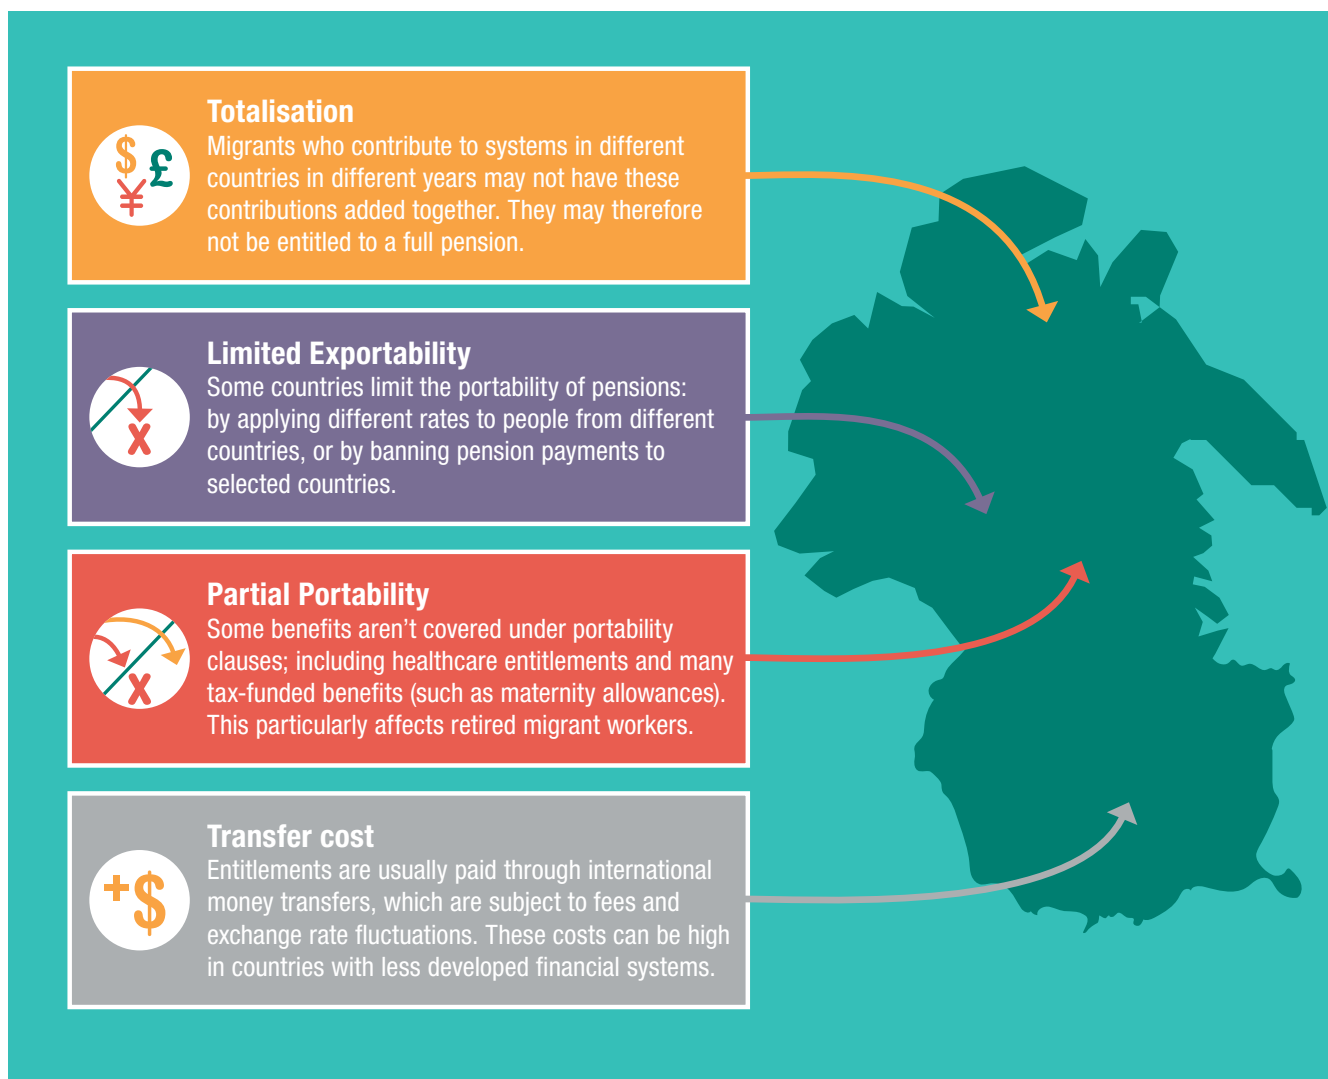 $ £
¥
Totalisation
Migrants who contribute to systems in different
countries in different years may not have these
contributions added together. They may therefore
not be entitled to a full pension.
X
Limited Exportability
Some countries limit the portability of pensions:
by applying different rates to people from different
countries, or by banning pension payments to
selected countries.
X
Partial Portability
Some benefits aren’t covered under portability
clauses; including healthcare entitlements and many
tax-funded benefits (such as maternity allowances).
This particularly affects retired migrant workers.
+$
Transfer cost
Entitlements are usually paid through international
money transfers, which are subject to fees and
exchange rate fluctuations. These costs can be high
in countries with less developed financial systems.